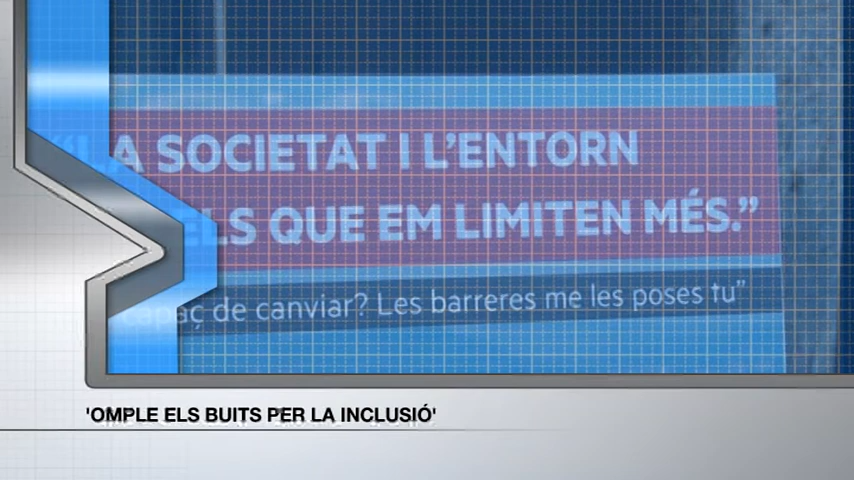 “LA SOCIETAT I L’ENTORN
ELS QUE EM LIMITEN MÉS.”
capaç de canviar? Les barreres me les poses tu”
'OMPLE ELS BUITS PER LA INCLUSIÓ'